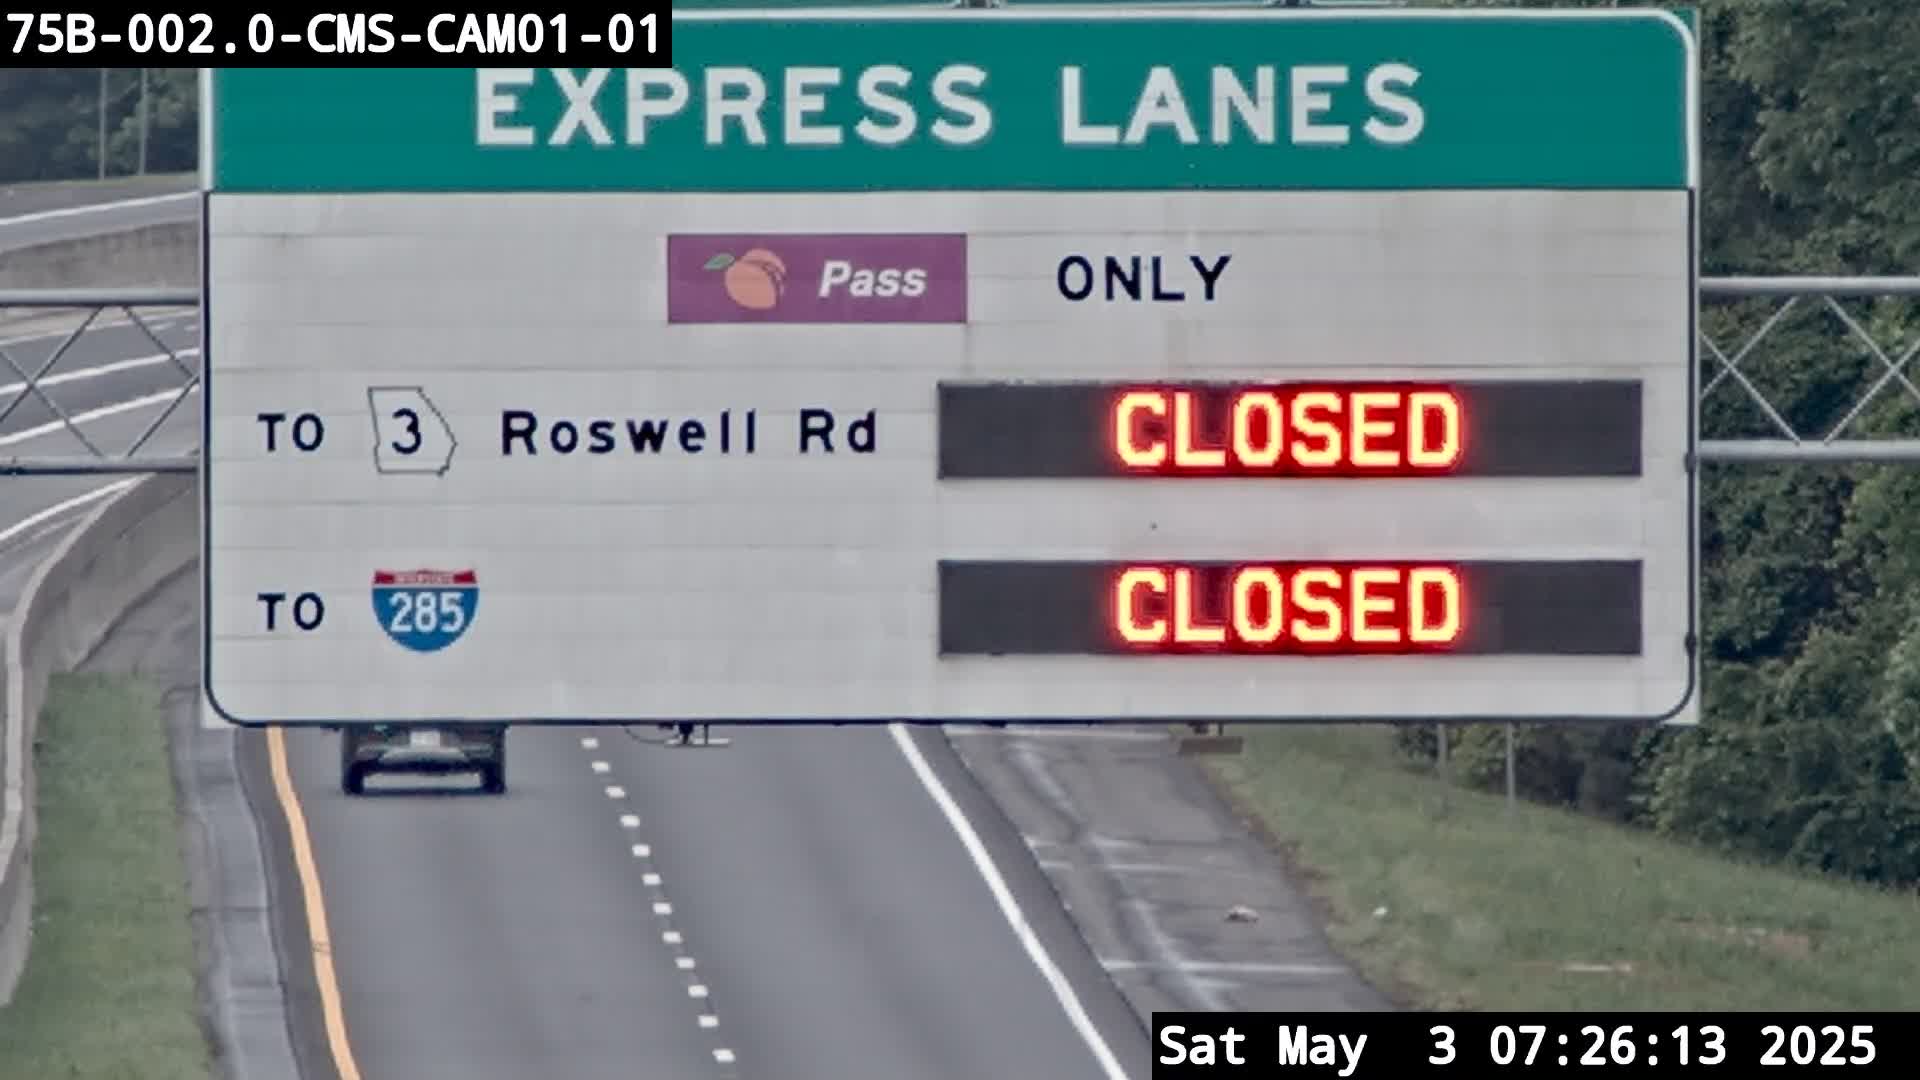 75B-002.0-CMS-CAM01-01
EXPRESS LANES
Pass ONLY
TO 3 Roswell Rd CLOSED
TO 285 CLOSED
Sat May 3 07:26:13 2025